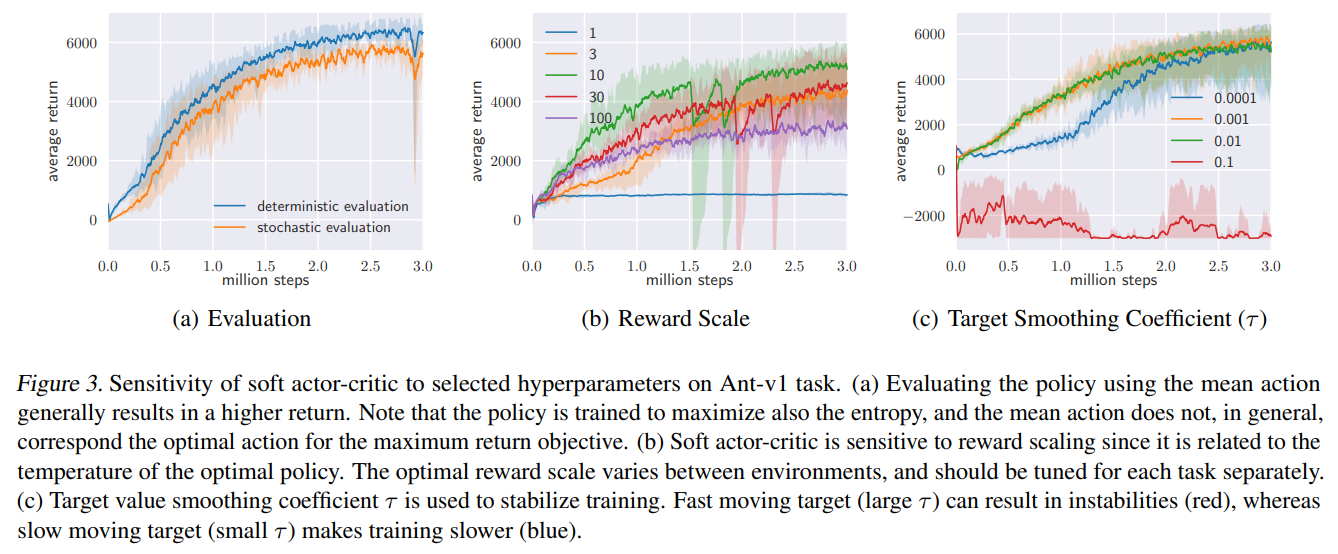 average return
6000
4000
2000
0
deterministic evaluation
stochastic evaluation
0.0 0.5 1.0 1.5 2.0 2.5 3.0
million steps
(a) Evaluation
average return
6000
4000
2000
0
1
3
10
30
100
0.0 0.5 1.0 1.5 2.0 2.5 3.0
million steps
(b) Reward Scale
average return
6000
4000
2000
0
−2000
0.0001
0.001
0.01
0.1
0.0 0.5 1.0 1.5 2.0 2.5 3.0
million steps
(c) Target Smoothing Coefficient (τ)
Figure 3. Sensitivity of soft actor-critic to selected hyperparameters on Ant-v1 task. (a) Evaluating the policy using the mean action
generally results in a higher return. Note that the policy is trained to maximize also the entropy, and the mean action does not, in general,
correspond the optimal action for the maximum return objective. (b) Soft actor-critic is sensitive to reward scaling since it is related to the
temperature of the optimal policy. The optimal reward scale varies between environments, and should be tuned for each task separately.
(c) Target value smoothing coefficient τ is used to stabilize training. Fast moving target (large τ) can result in instabilities (red), whereas
slow moving target (small τ) makes training slower (blue).